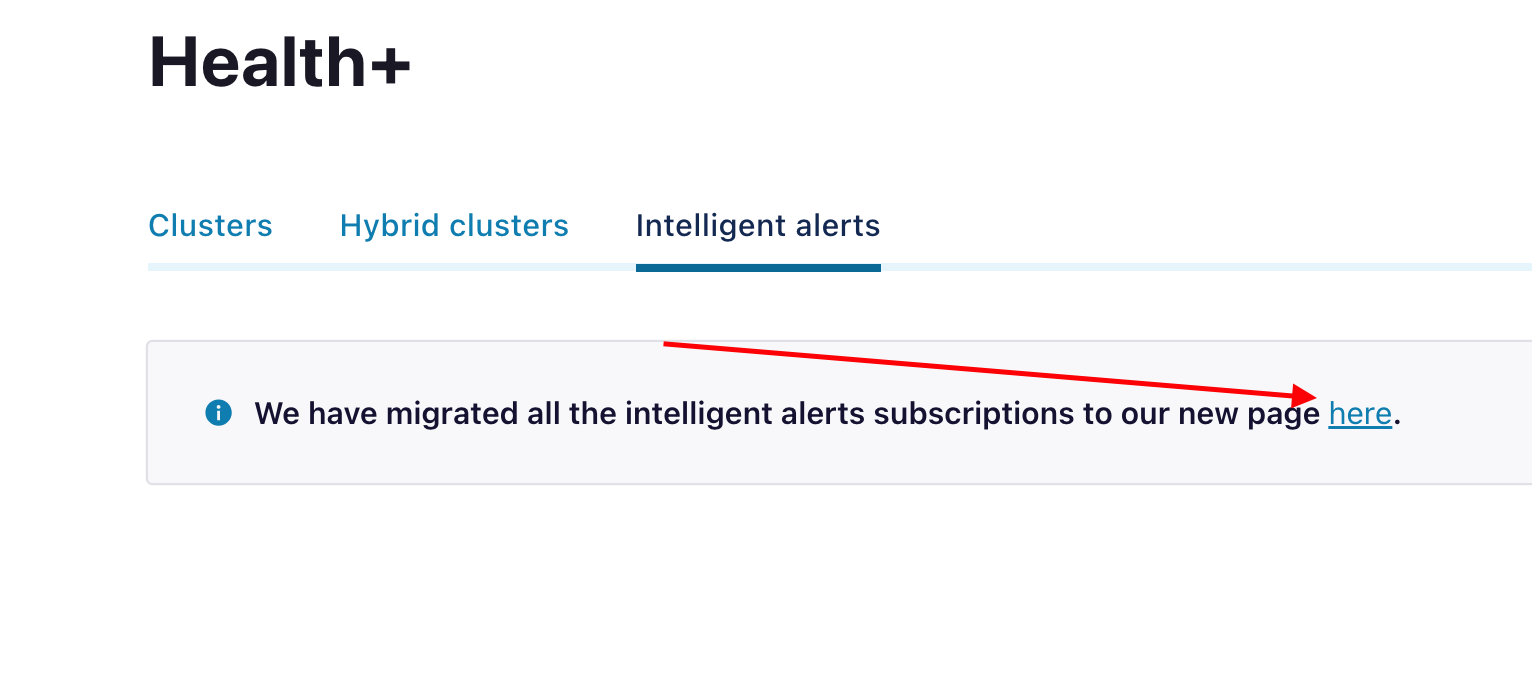 Health+
Clusters Hybrid clusters Intelligent alerts
We have migrated all the intelligent alerts subscriptions to our new page here.